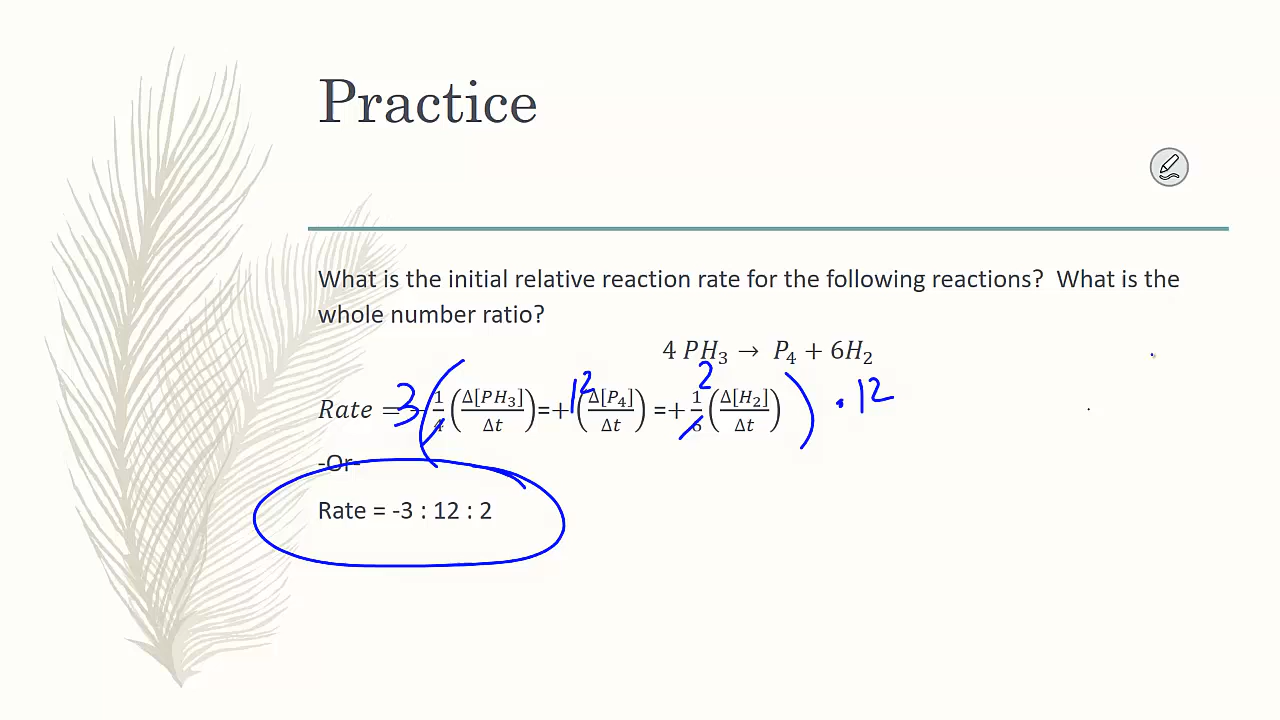 Practice
What is the initial relative reaction rate for the following reactions? What is the
whole number ratio?
4 PH₃ → P₄ + 6H₂
3 ( 12 2 ) · 12
Rate = −1/4 (Δ[PH₃]/Δt)=+(Δ[P₄]/Δt) =+1/6 (Δ[H₂]/Δt)
-Or-
Rate = -3 : 12 : 2